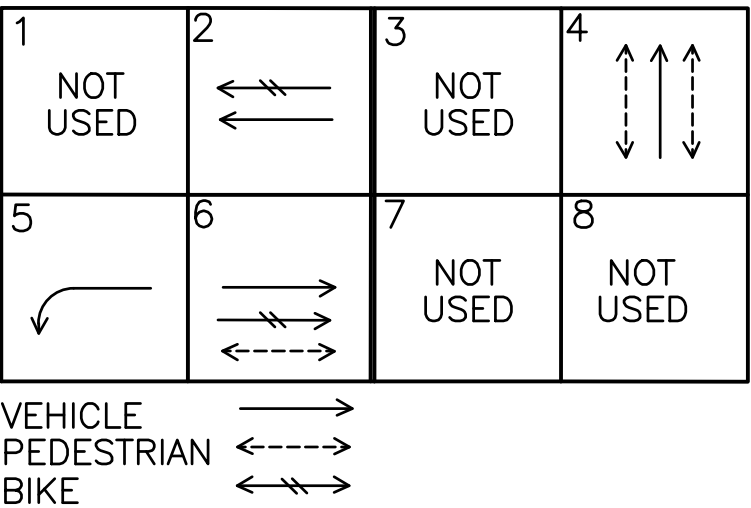 1
NOT
USED
2
3
NOT
USED
4
5
6
7
NOT
USED
8
NOT
USED
VEHICLE
PEDESTRIAN
BIKE